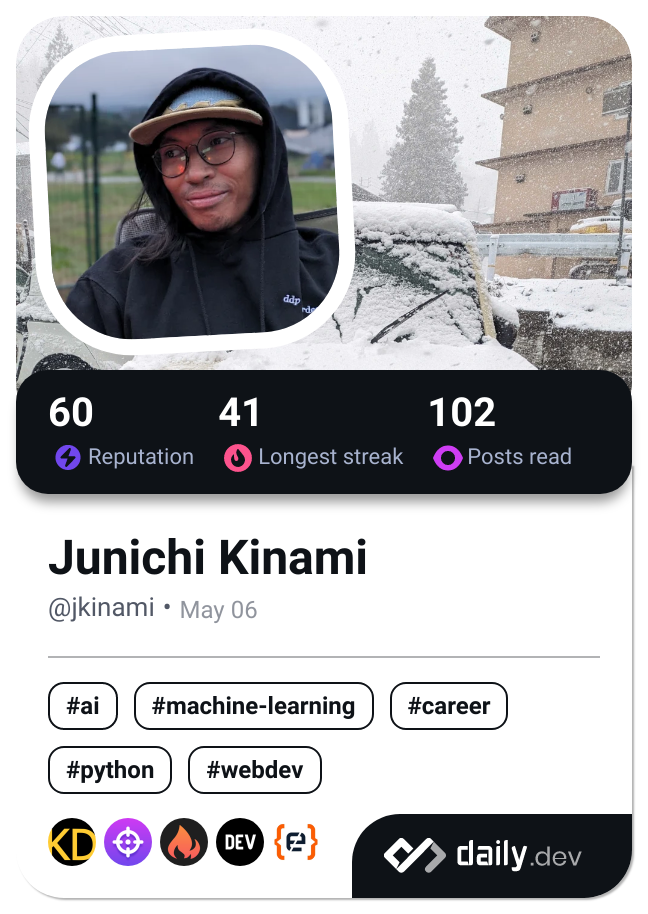 ddp
60
41
102
Reputation
Longest streak
Posts read
Junichi Kinami
@jkinami • May 06
#ai
#machine-learning
#career
#python
#webdev
KD
DEV
daily.dev